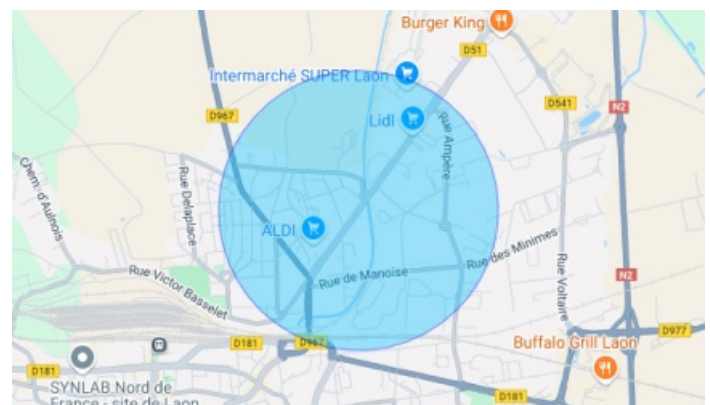 Burger King
D51
Intermarché SUPER Laon
D967
Lidl
D541
N2
Rue Ampère
Chem. d'Aulnois
Rue Delaplace
ALDI
Rue des Minimes
Rue de Manoise
Rue Victor Basselet
Rue Voltaire
N2
D977
D181
D967
Buffalo Grill Laon
D181
SYNLAB Nord de
France - site de Laon
D181